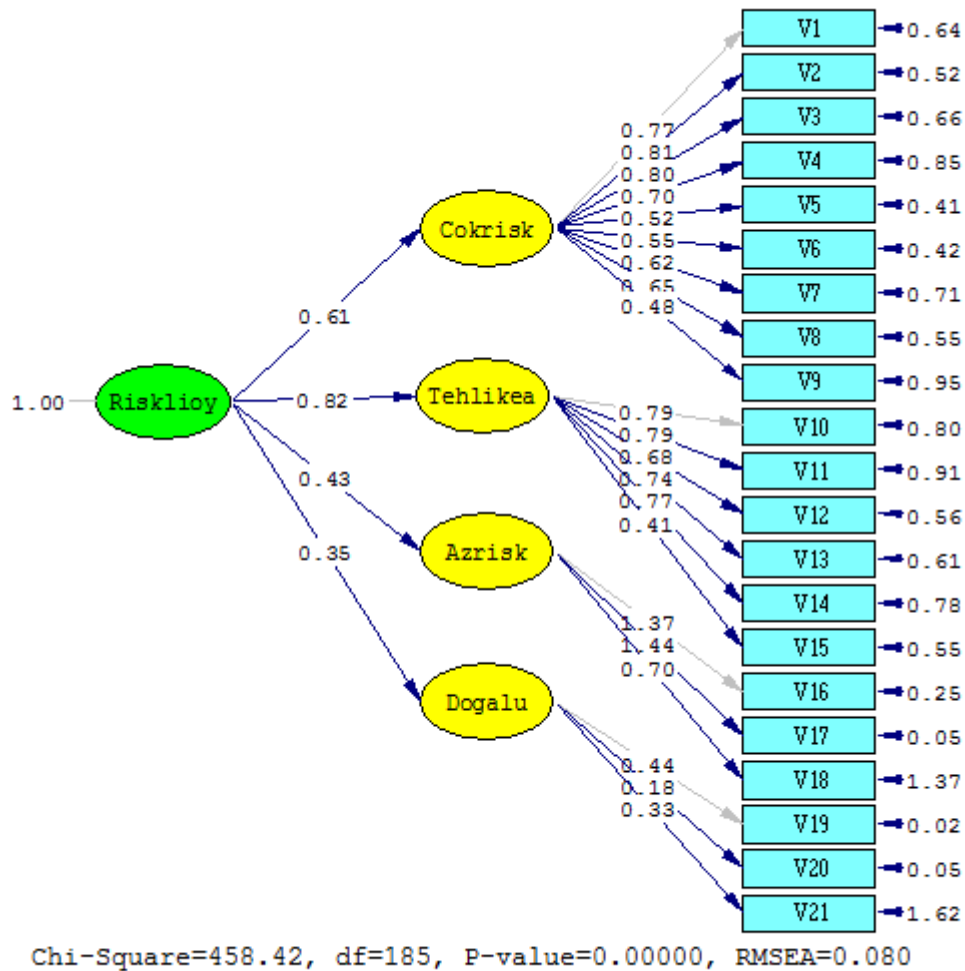 V1 0.64
V2 0.52
V3 0.66
V4 0.85
V5 0.41
V6 0.42
V7 0.71
V8 0.55
V9 0.95
V10 0.80
V11 0.91
V12 0.56
V13 0.61
V14 0.78
V15 0.55
V16 0.25
V17 0.05
V18 1.37
V19 0.02
V20 0.05
V21 1.62
0.77
0.81
0.80
0.70
0.52
0.55
0.62
0.65
0.48
Cokrisk
0.61
1.00 Risklioy 0.82 Tehlikea
0.79
0.79
0.68
0.74
0.77
0.41
0.43
Azrisk
0.35
1.37
1.44
0.70
Dogalu
0.44
0.18
0.33
Chi-Square=458.42, df=185, P-value=0.00000, RMSEA=0.080